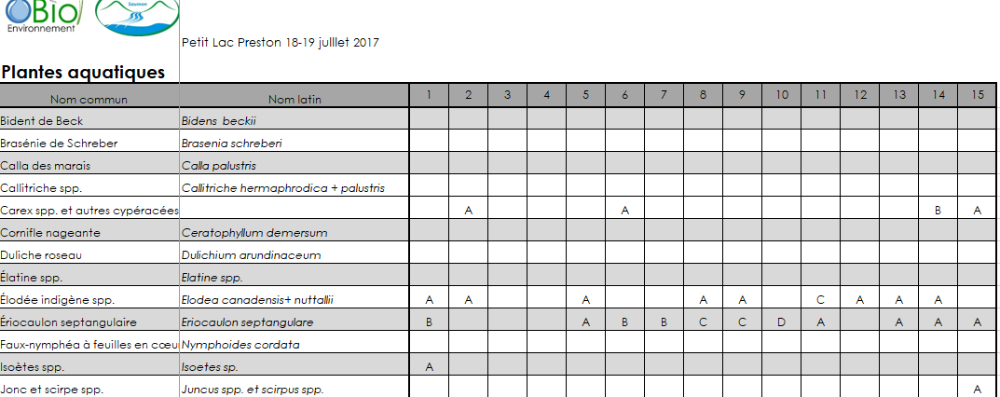 OBio
Environnement
Saumon
Petit Lac Preston 18-19 julllet 2017
Plantes aquatiques
Nom commun Nom latin 1 2 3 4 5 6 7 8 9 10 11 12 13 14 15
Bident de Beck Bidens beckii
Brasénie de Schreber Brasenia schreberi
Calla des marais Calla palustris
Callitriche spp. Callitriche hermaphrodica + palustris
Carex spp. et autres cypéracées A A B A
Cornifle nageante Ceratophyllum demersum
Duliche roseau Dulichium arundinaceum
Élatine spp. Elatine spp.
Élodée indigène spp. Elodea canadensis+ nuttallii A A A A A C A A A
Ériocaulon septangulaire Eriocaulon septangulare B A B B C C D A A A A
Faux-nymphéa à feuilles en cœu Nymphoides cordata
Isoètes spp. Isoetes sp. A
Jonc et scirpe spp. Juncus spp. et scirpus spp. A